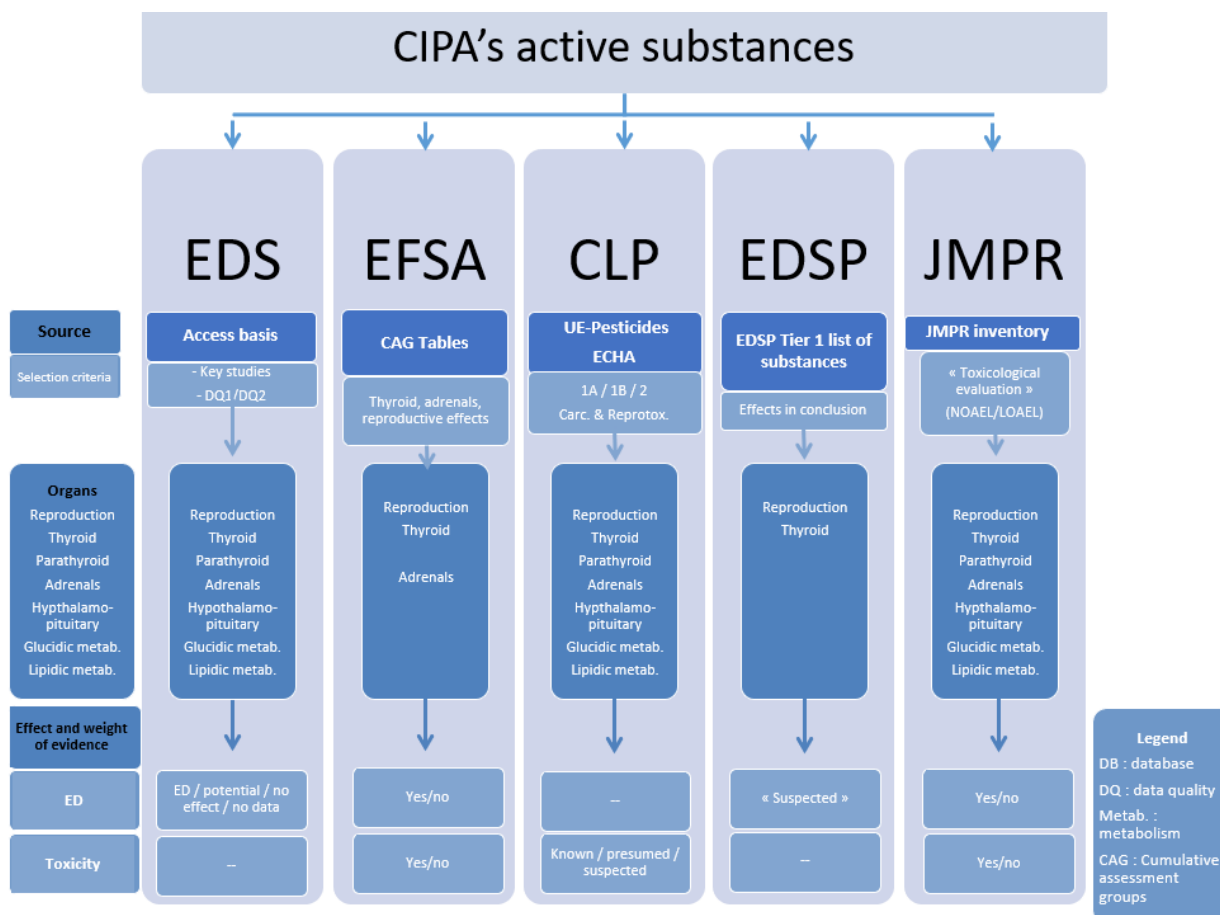 CIPA's active substances
EDS
EFSA
CLP
EDSP
JMPR
Source
Selection criteria
Access basis
- Key studies
- DQ1/DQ2
CAG Tables
Thyroid, adrenals,
reproductive effects
UE-Pesticides
ECHA
1A / 1B / 2
Carc. & Reprotox.
EDSP Tier 1 list of
substances
Effects in conclusion
JMPR inventory
« Toxicological
evaluation »
(NOAEL/LOAEL)
Organs
Reproduction
Thyroid
Parathyroid
Adrenals
Hypthalamo-
pituitary
Glucidic metab.
Lipidic metab.
Reproduction
Thyroid
Parathyroid
Adrenals
Hypothalamo-
pituitary
Glucidic metab.
Lipidic metab.
Reproduction
Thyroid
Adrenals
Reproduction
Thyroid
Parathyroid
Adrenals
Hypthalamo-
pituitary
Glucidic metab.
Lipidic metab.
Reproduction
Thyroid
Reproduction
Thyroid
Parathyroid
Adrenals
Hypthalamo-
pituitary
Glucidic metab.
Lipidic metab.
Effect and weight
of evidence
ED
ED / potential / no
effect / no data
Yes/no
--
« Suspected »
Yes/no
Toxicity
--
Yes/no
Known / presumed /
suspected
--
Yes/no
Legend
DB : database
DQ : data quality
Metab. :
metabolism
CAG : Cumulative
assessment
groups